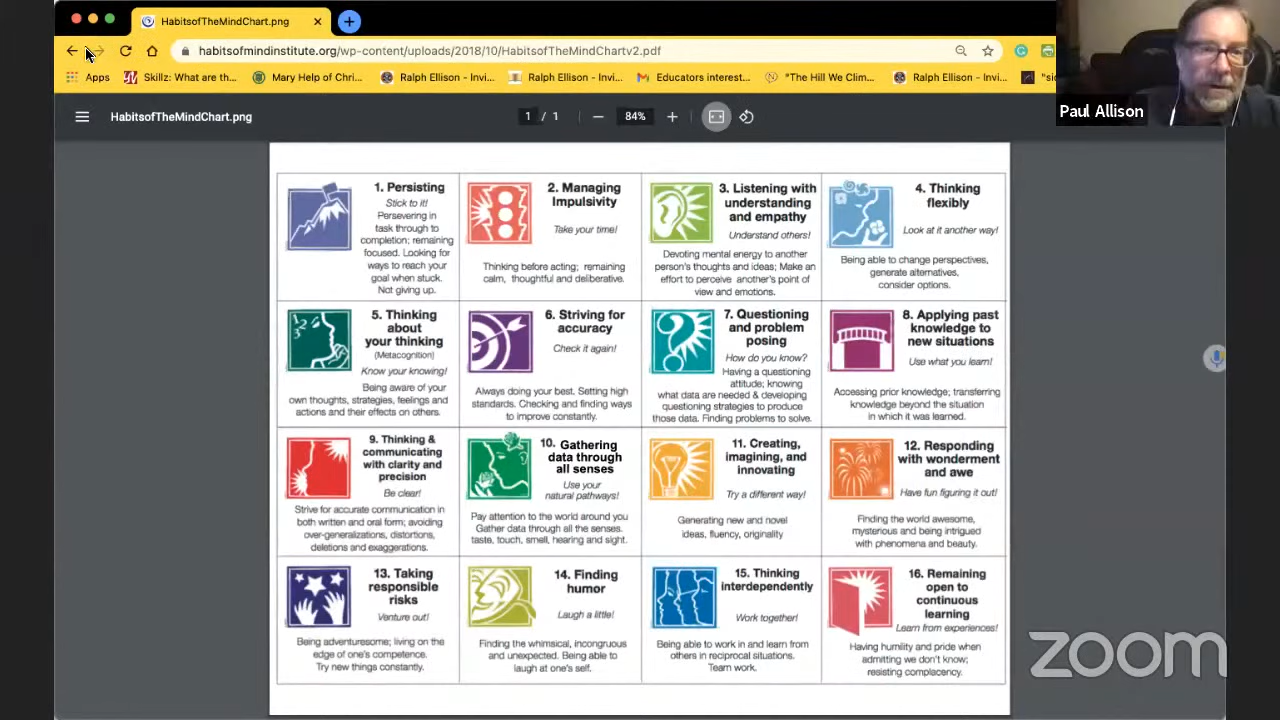 HabitsofTheMindChart.png
habitsofmindinstitute.org/wp-content/uploads/2018/10/HabitsofTheMindChartv2.pdf
Apps
Skillz: What are th...
Mary Help of Chri...
Ralph Ellison - Invi...
Ralph Ellison - Invi...
Educators interest...
"The Hill We Clim...
Ralph Ellison - Invi...
Paul Allison
HabitsofTheMindChart.png
1 / 1
84%
1. Persisting
Stick to it!
Persevering in
task through to
completion; remaining
focused. Looking for
ways to reach your
goal when stuck.
Not giving up.
2. Managing
Impulsivity
Take your time!
Thinking before acting; remaining
calm, thoughtful and deliberative.
3. Listening with
understanding
and empathy
Understand others!
Devoting mental energy to another
person's thoughts and ideas; Make an
effort to perceive another's point of
view and emotions.
4. Thinking
flexibly
Look at it another way!
Being able to change perspectives,
generate alternatives,
consider options.
5. Thinking
about
your thinking
(Metacognition)
Know your knowing!
Being aware of your
own thoughts, strategies, feelings and
actions and their effects on others.
6. Striving for
accuracy
Check it again!
Always doing your best. Setting high
standards. Checking and finding ways
to improve constantly.
7. Questioning
and problem
posing
How do you know?
Having a questioning
attitude; knowing
what data are needed & developing
questioning strategies to produce
those data. Finding problems to solve.
8. Applying past
knowledge to
new situations
Use what you learn!
Accessing prior knowledge; transferring
knowledge beyond the situation
in which it was learned.
9. Thinking &
communicating
with clarity and
precision
Be clear!
Strive for accurate communication in
both written and oral form; avoiding
over-generalizations, distortions,
deletions and exaggerations.
10. Gathering
data through
all senses
Use your
natural pathways!
Pay attention to the world around you
Gather data through all the senses.
taste, touch, smell, hearing and sight.
11. Creating,
imagining, and
innovating
Try a different way!
Generating new and novel
ideas, fluency, originality
12. Responding
with wonderment
and awe
Have fun figuring it out!
Finding the world awesome,
mysterious and being intrigued
with phenomena and beauty.
13. Taking
responsible
risks
Venture out!
Being adventuresome; living on the
edge of one's competence.
Try new things constantly.
14. Finding
humor
Laugh a little!
Finding the whimsical, incongruous
and unexpected. Being able to
laugh at one's self.
15. Thinking
interdependently
Work together!
Being able to work in and learn from
others in reciprocal situations.
Team work.
16. Remaining
open to
continuous
learning
Learn from experiences!
Having humility and pride when
admitting we don't know;
resisting complacency.
zoom